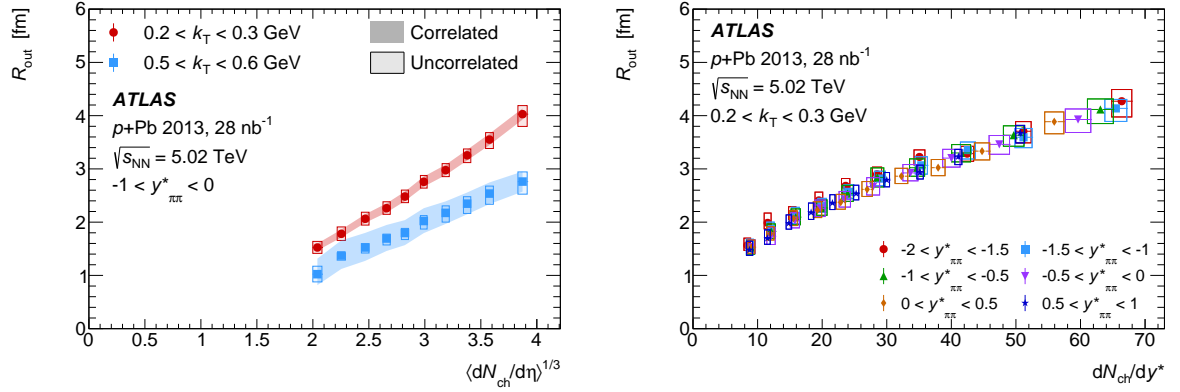 R_out [fm]
6
5
4
3
2
1
0
0.2 < k_T < 0.3 GeV
0.5 < k_T < 0.6 GeV
Correlated
Uncorrelated
ATLAS
p+Pb 2013, 28 nb^-1
√s_NN = 5.02 TeV
-1 < y*_ππ < 0
0 0.5 1 1.5 2 2.5 3 3.5 4
⟨dN_ch/dη⟩^1/3
R_out [fm]
6
5
4
3
2
1
0
ATLAS
p+Pb 2013, 28 nb^-1
√s_NN = 5.02 TeV
0.2 < k_T < 0.3 GeV
-2 < y*_ππ < -1.5 -1.5 < y*_ππ < -1
-1 < y*_ππ < -0.5 -0.5 < y*_ππ < 0
0 < y*_ππ < 0.5 0.5 < y*_ππ < 1
0 10 20 30 40 50 60 70
dN_ch/dy*